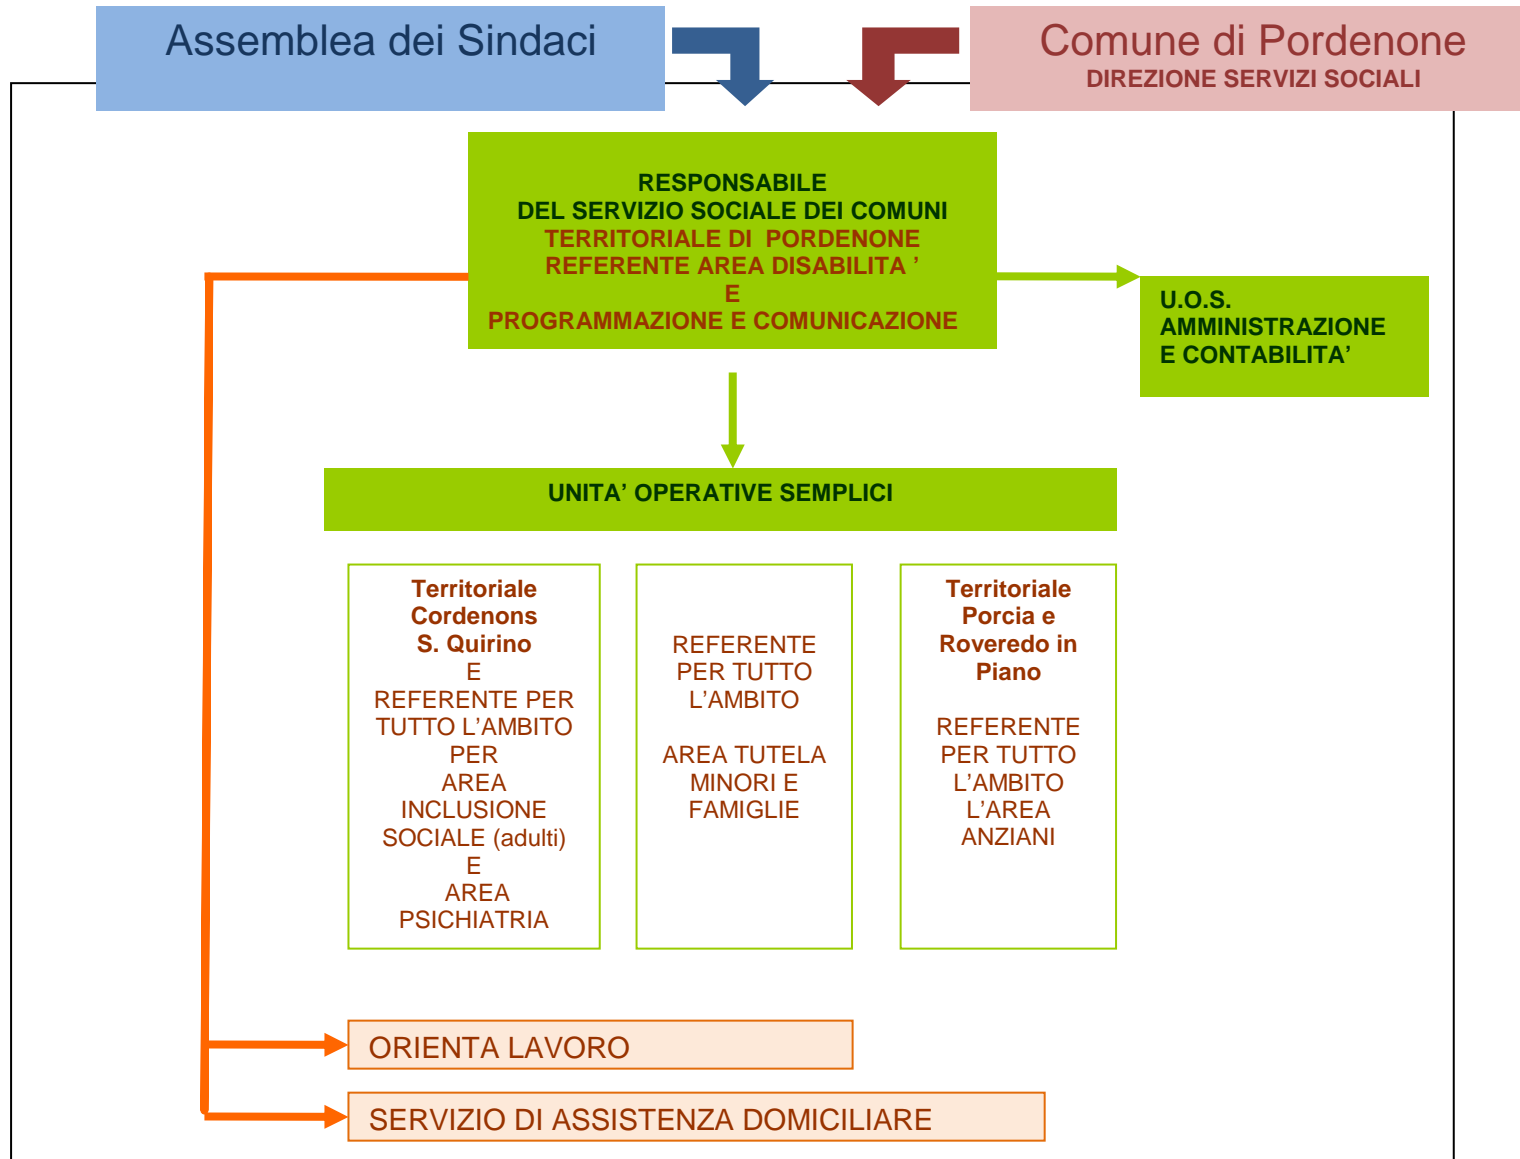 Assemblea dei Sindaci
Comune di Pordenone
DIREZIONE SERVIZI SOCIALI
RESPONSABILE
DEL SERVIZIO SOCIALE DEI COMUNI
TERRITORIALE DI PORDENONE
REFERENTE AREA DISABILITA ’
E
PROGRAMMAZIONE E COMUNICAZIONE
U.O.S.
AMMINISTRAZIONE
E CONTABILITA’
UNITA’ OPERATIVE SEMPLICI
Territoriale
Cordenons
S. Quirino
E
REFERENTE PER
TUTTO L’AMBITO
PER
AREA
INCLUSIONE
SOCIALE (adulti)
E
AREA
PSICHIATRIA
REFERENTE
PER TUTTO
L’AMBITO
AREA TUTELA
MINORI E
FAMIGLIE
Territoriale
Porcia e
Roveredo in
Piano
REFERENTE
PER TUTTO
L’AMBITO
L’AREA
ANZIANI
ORIENTA LAVORO
SERVIZIO DI ASSISTENZA DOMICILIARE